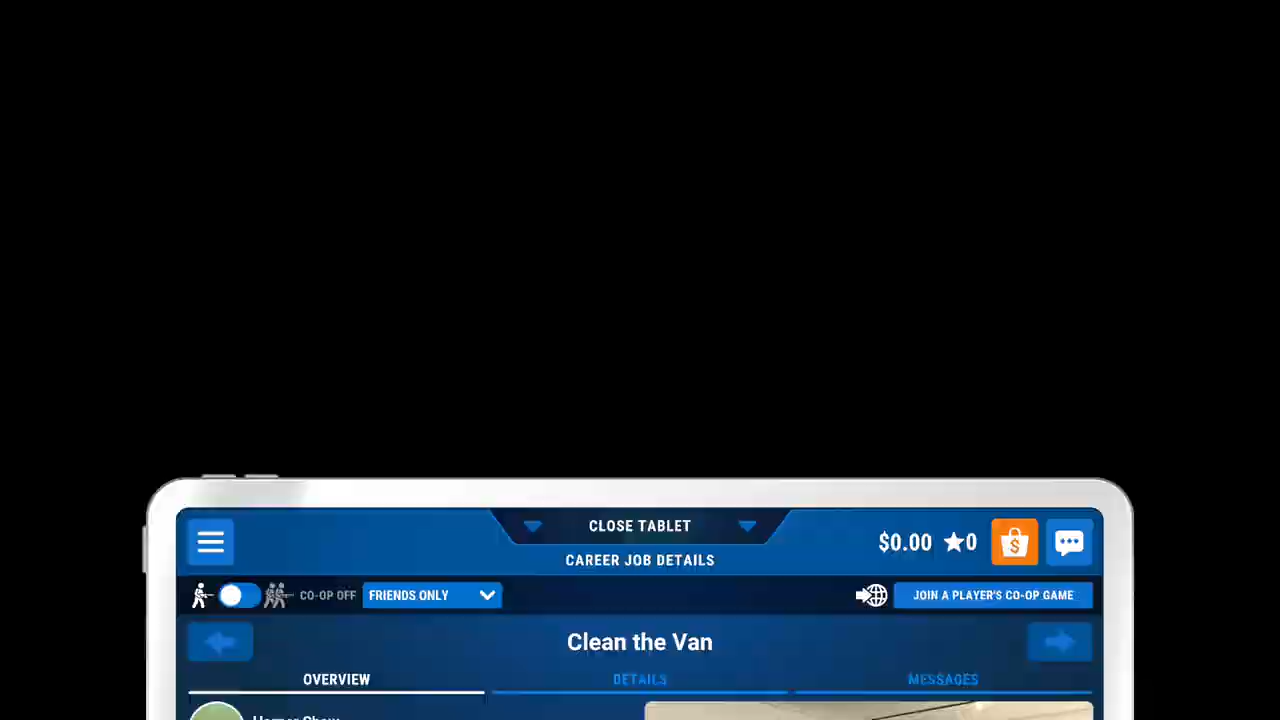 CLOSE TABLET
$0.00 ★0
CAREER JOB DETAILS
CO-OP OFF
FRIENDS ONLY
JOIN A PLAYER'S CO-OP GAME
Clean the Van
OVERVIEW
DETAILS
MESSAGES